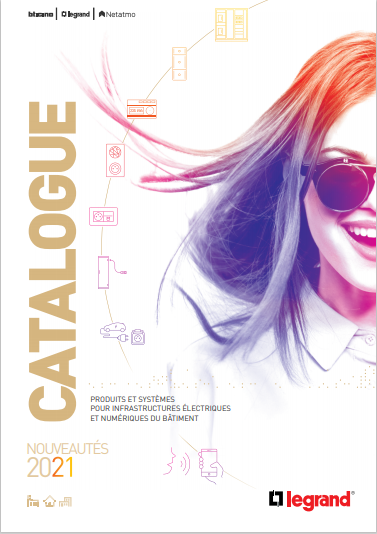 bticino legrand Netatmo
CATALOGUE
PRODUITS ET SYSTÈMES
POUR INFRASTRUCTURES ÉLECTRIQUES
ET NUMÉRIQUES DU BÂTIMENT
NOUVEAUTÉS
2021
legrand®